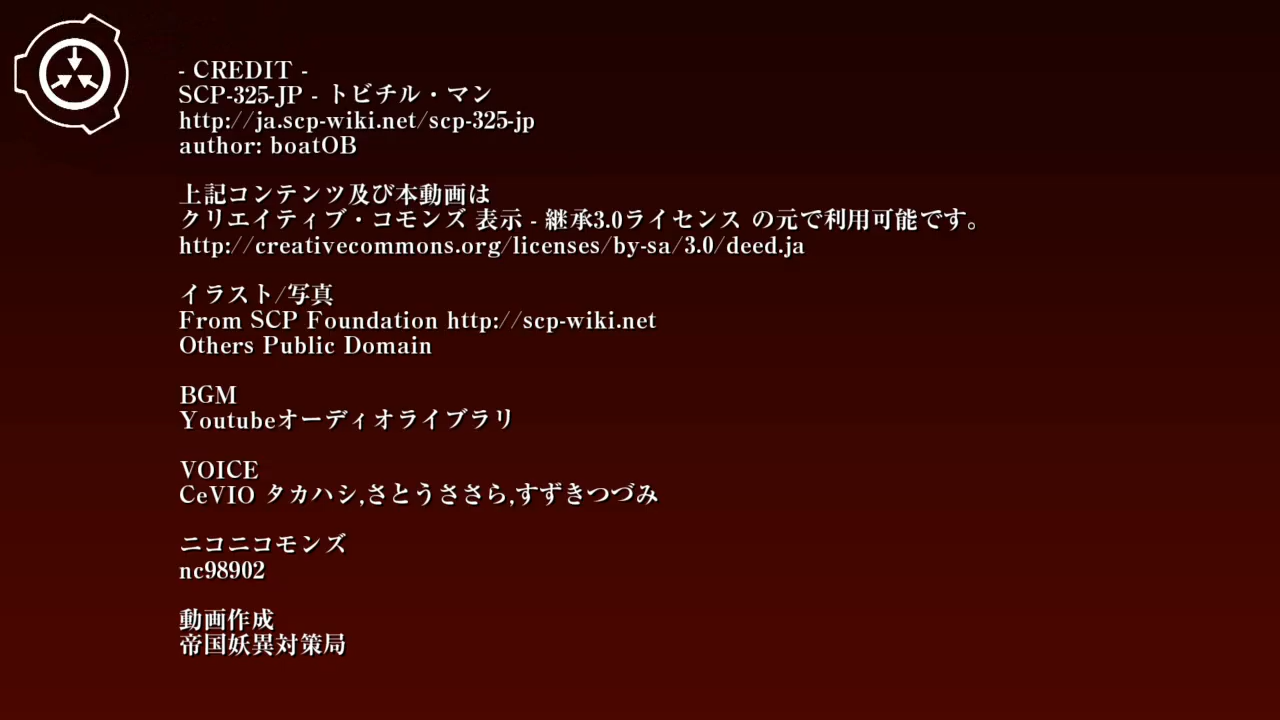 - CREDIT -
SCP-325-JP - トビチル・マン
http://ja.scp-wiki.net/scp-325-jp
author: boatOB
上記コンテンツ及び本動画は
クリエイティブ・コモンズ 表示 - 継承3.0ライセンス の元で利用可能です。
http://creativecommons.org/licenses/by-sa/3.0/deed.ja
イラスト/写真
From SCP Foundation http://scp-wiki.net
Others Public Domain
BGM
Youtubeオーディオライブラリ
VOICE
CeVIO タカハシ,さとうささら,すずきつづみ
ニコニコモンズ
nc98902
動画作成
帝国妖異対策局